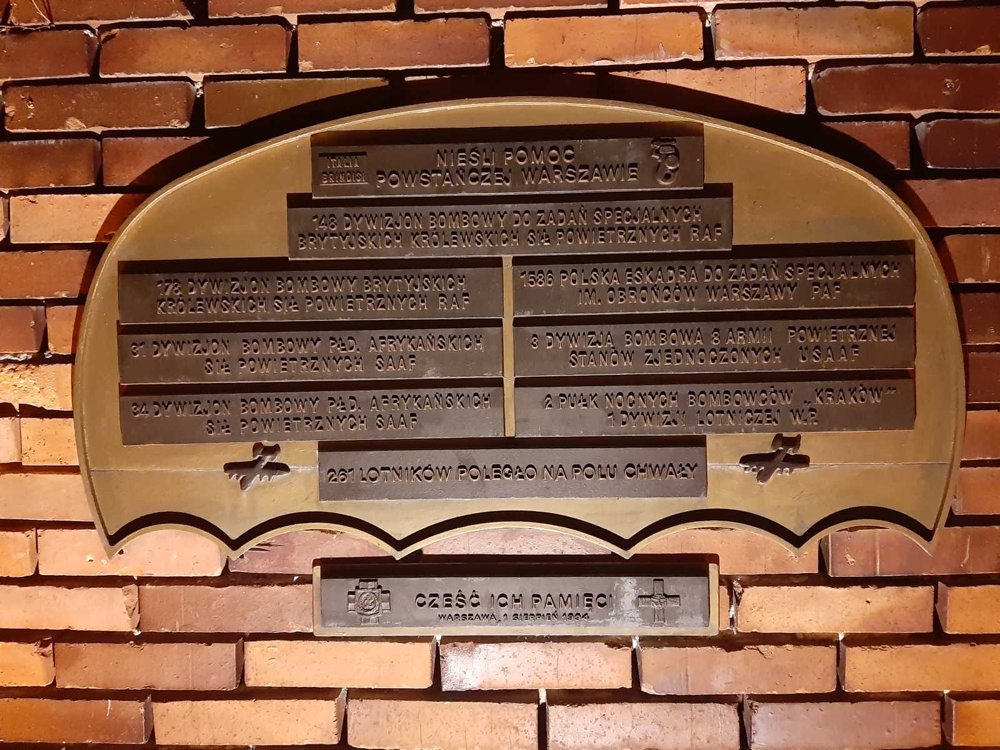 ITALIA
BRINDISI
NIEŚLI POMOC
POWSTAŃCZEJ WARSZAWIE
148 DYWIZJON BOMBOWY DO ZADAŃ SPECJALNYCH
BRYTYJSKICH KRÓLEWSKICH SIŁ POWIETRZNYCH RAF
178 DYWIZJON BOMBOWY BRYTYJSKICH
KRÓLEWSKICH SIŁ POWIETRZNYCH RAF
31 DYWIZJON BOMBOWY PŁD. AFRYKAŃSKICH
SIŁ POWIETRZNYCH SAAF
34 DYWIZJON BOMBOWY PŁD. AFRYKAŃSKICH
SIŁ POWIETRZNYCH SAAF
1586 POLSKA ESKADRA DO ZADAŃ SPECJALNYCH
IM. OBROŃCÓW WARSZAWY PAF
3 DYWIZJA BOMBOWA 8 ARMII POWIETRZNEJ
STANÓW ZJEDNOCZONYCH USAAF
2 PUŁK NOCNYCH BOMBOWCÓW „KRAKÓW”
1 DYWIZJI LOTNICZEJ W.P.
261 LOTNIKÓW POLEGŁO NA POLU CHWAŁY
CZEŚĆ ICH PAMIĘCI
WARSZAWA, 1 SIERPIEŃ 1994